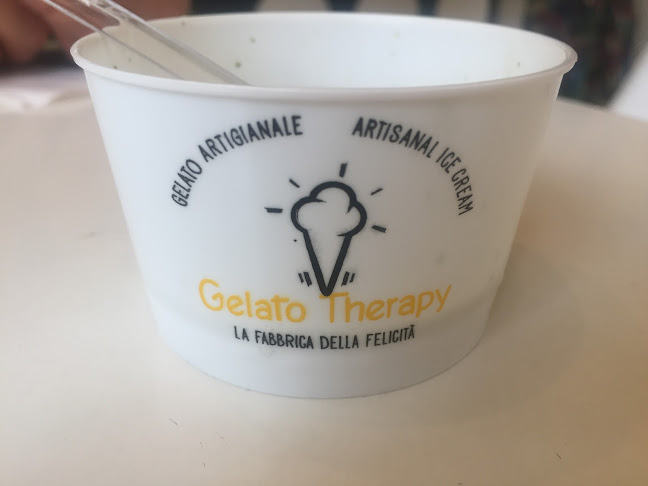 GELATO ARTIGIANALE
ARTISANAL ICE CREAM
Gelato Therapy
LA FABBRICA DELLA FELICITÀ